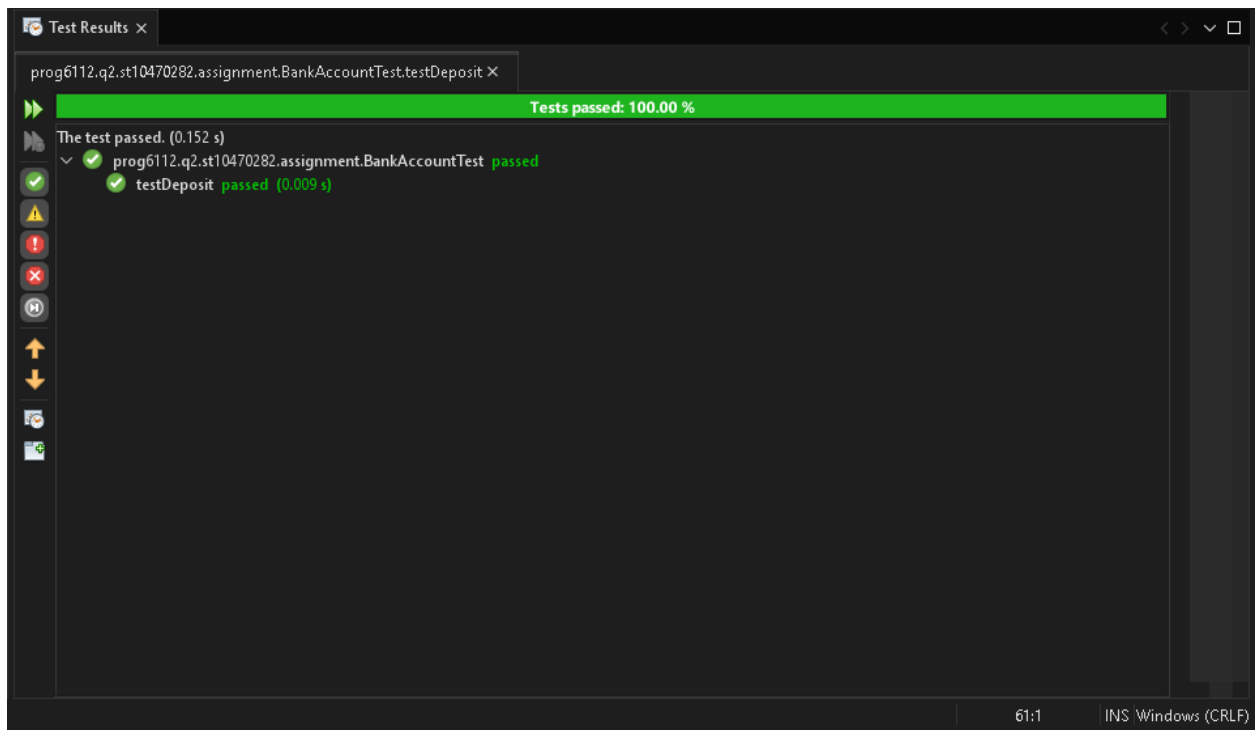 Test Results
prog6112.q2.st10470282.assignment.BankAccountTest.testDeposit
Tests passed: 100.00 %
The test passed. (0.152 s)
prog6112.q2.st10470282.assignment.BankAccountTest passed
testDeposit passed (0.009 s)
61:1 INS Windows (CRLF)